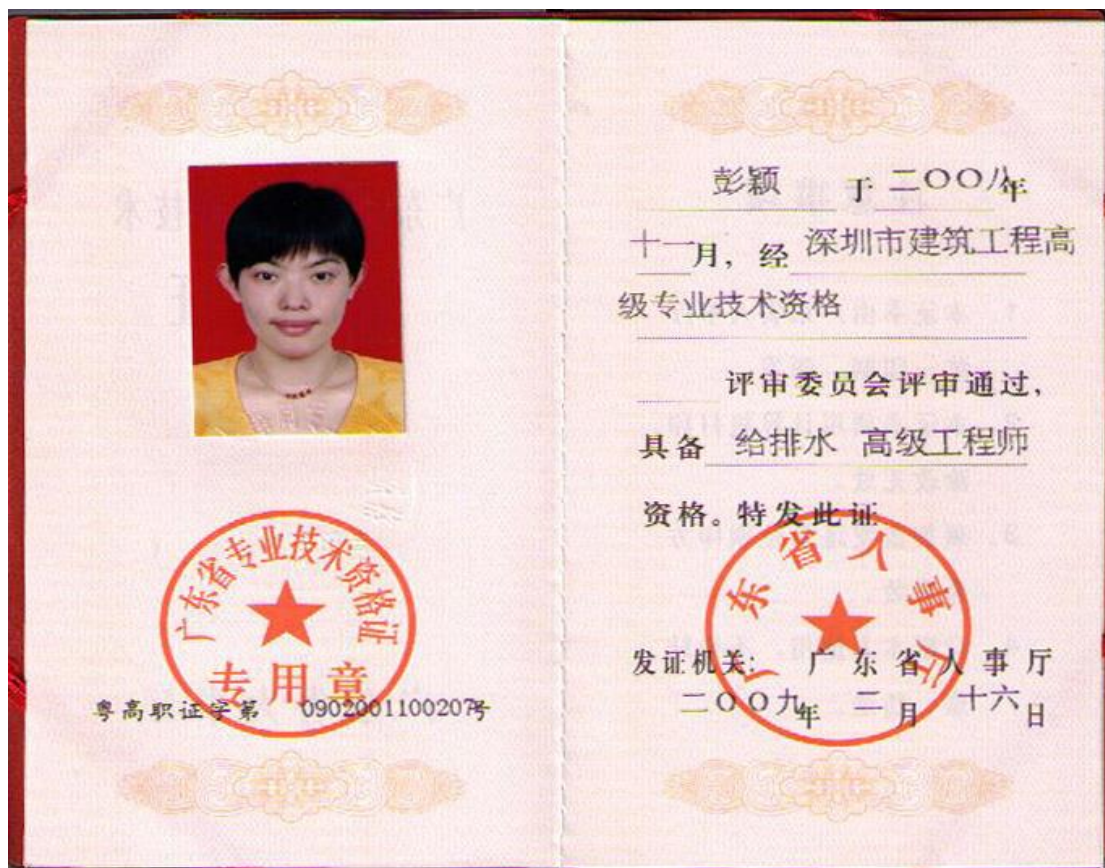 广东省专业技术资格证
专用章
粤高职证字第 0902001100207号
彭颖 于 二〇〇八年
十一月，经 深圳市建筑工程高
级专业技术资格
评审委员会评审通过，
具备 给排水 高级工程师
资格。特发此证
广东省人事厅
发证机关： 广东省人事厅
二〇〇九年 二月 十六日